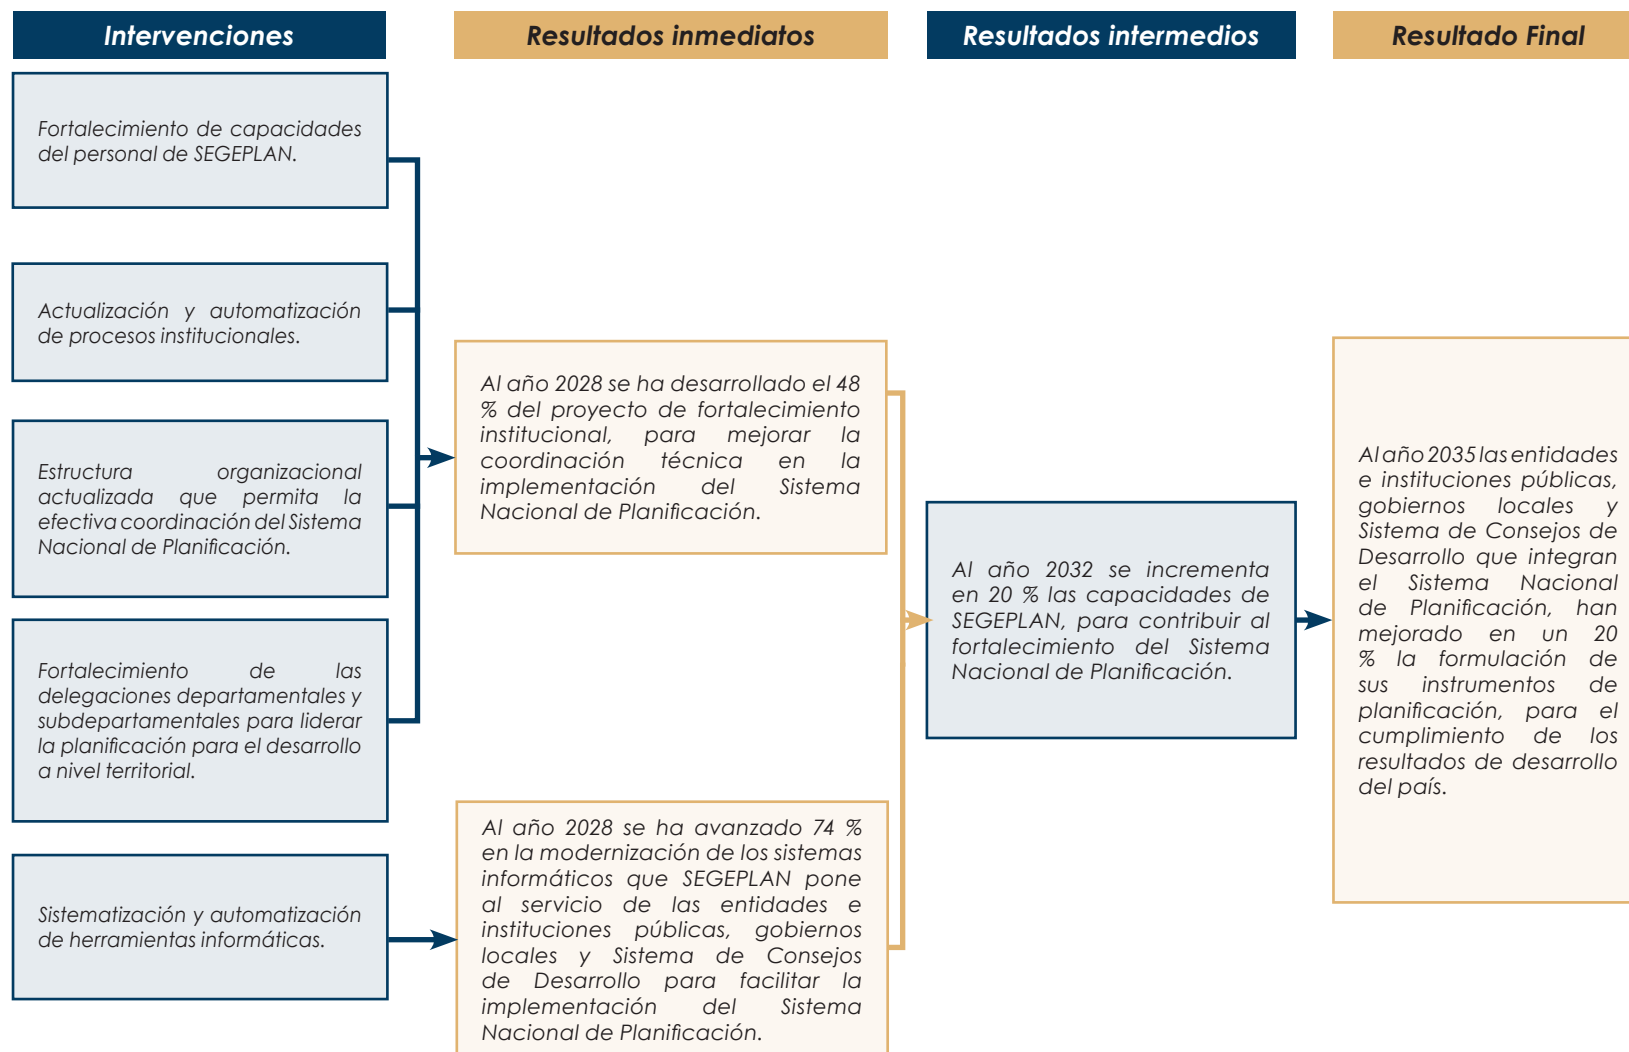 Intervenciones
Resultados inmediatos
Resultados intermedios
Resultado Final
Fortalecimiento de capacidades
del personal de SEGEPLAN.
Actualización y automatización
de procesos institucionales.
Estructura organizacional
actualizada que permita la
efectiva coordinación del Sistema
Nacional de Planificación.
Fortalecimiento de las
delegaciones departamentales y
subdepartamentales para liderar
la planificación para el desarrollo
a nivel territorial.
Sistematización y automatización
de herramientas informáticas.
Al año 2028 se ha desarrollado el 48
% del proyecto de fortalecimiento
institucional, para mejorar la
coordinación técnica en la
implementación del Sistema
Nacional de Planificación.
Al año 2028 se ha avanzado 74 %
en la modernización de los sistemas
informáticos que SEGEPLAN pone
al servicio de las entidades e
instituciones públicas, gobiernos
locales y Sistema de Consejos
de Desarrollo para facilitar la
implementación del Sistema
Nacional de Planificación.
Al año 2032 se incrementa
en 20 % las capacidades de
SEGEPLAN, para contribuir al
fortalecimiento del Sistema
Nacional de Planificación.
Al año 2035 las entidades
e instituciones públicas,
gobiernos locales y
Sistema de Consejos de
Desarrollo que integran
el Sistema Nacional
de Planificación, han
mejorado en un 20
% la formulación de
sus instrumentos de
planificación, para el
cumplimiento de los
resultados de desarrollo
del país.